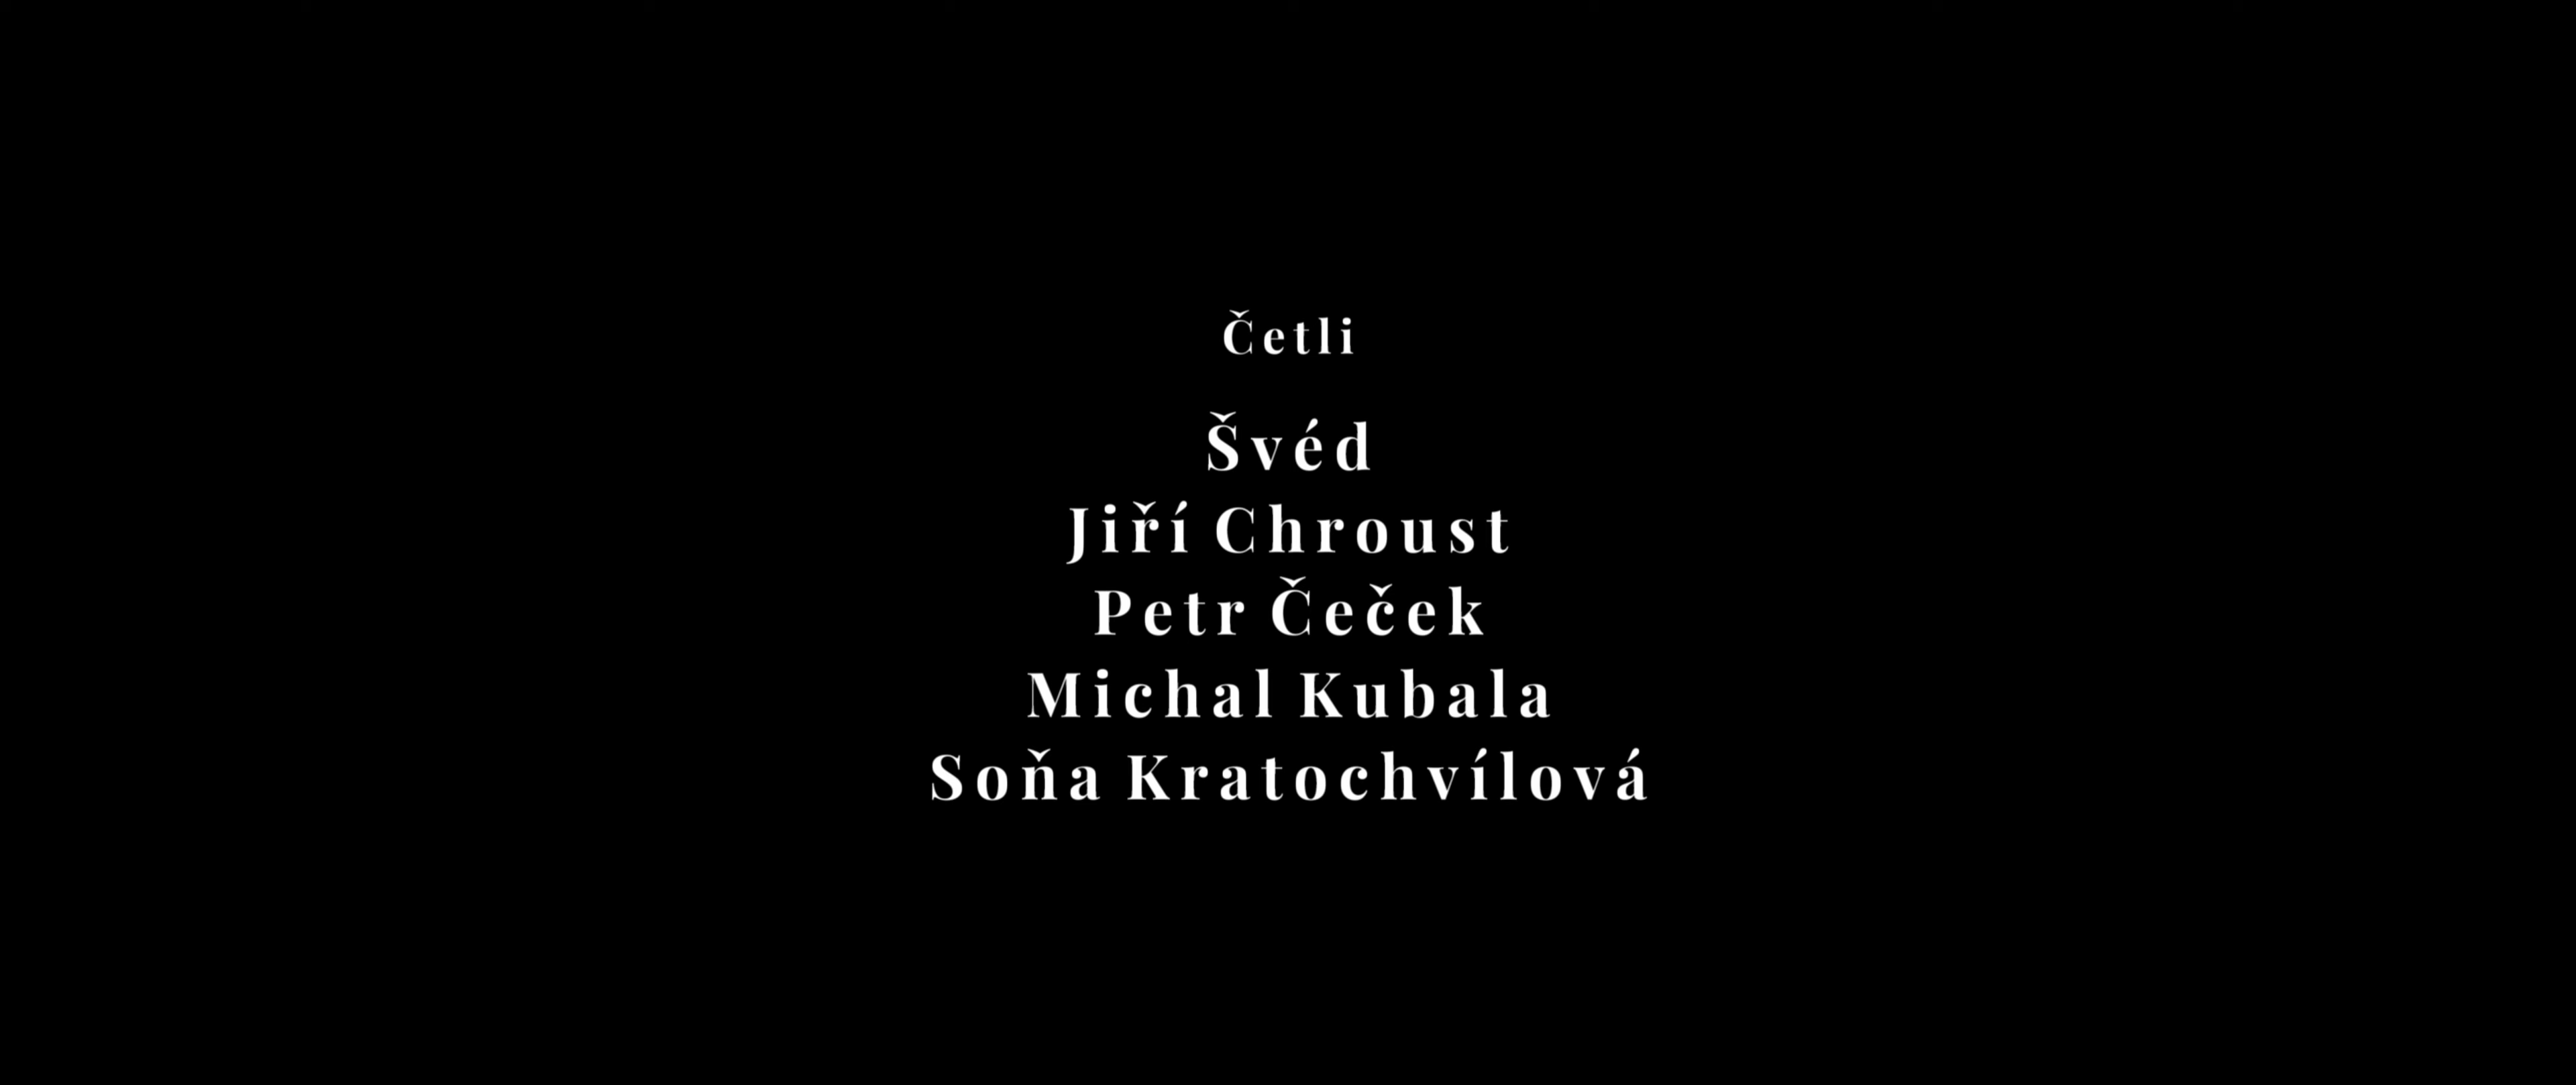 Četli
Švéd
Jiří Chroust
Petr Čeček
Michal Kubala
Soňa Kratochvílová